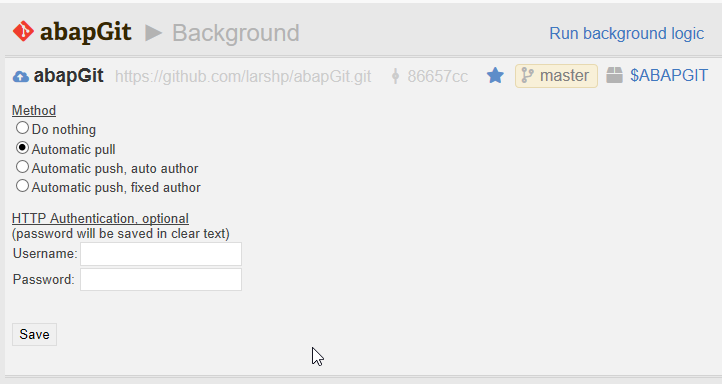 abapGit ▶ Background Run background logic
abapGit https://github.com/larshp/abapGit.git 86657cc master $ABAPGIT
Method
Do nothing
Automatic pull
Automatic push, auto author
Automatic push, fixed author
HTTP Authentication, optional
(password will be saved in clear text)
Username:
Password:
Save